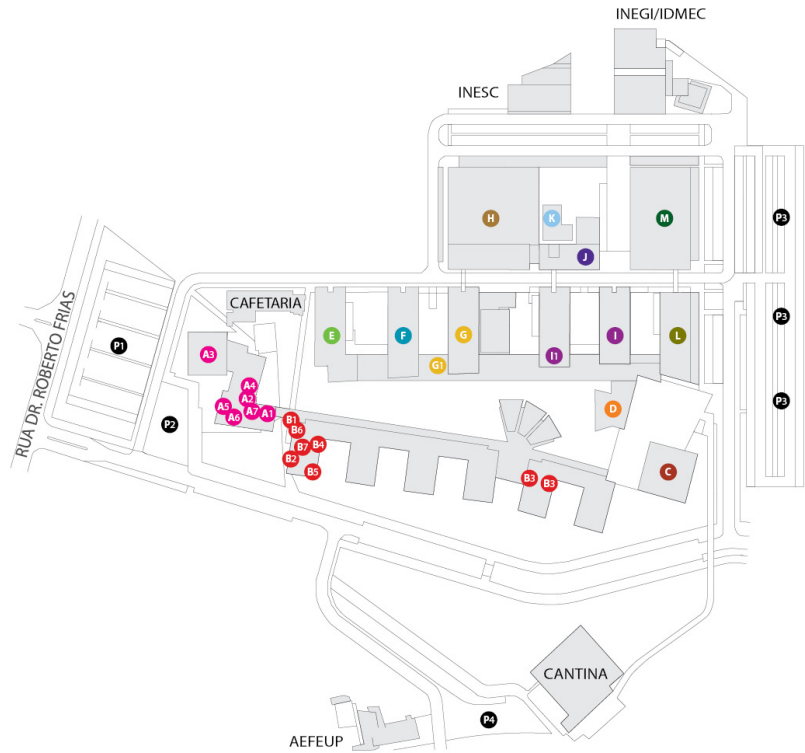 INEGI/IDMEC
INESC
H
K
M
P3
J
CAFETARIA
RUA DR. ROBERTO FRIAS
P1
A3
E
F
G
G1
I1
I
L
P3
A4
A2
A5
A7
A1
A6
P2
B1
B6
B7
B4
B2
B5
D
P3
B3
B3
C
CANTINA
P4
AEFEUP